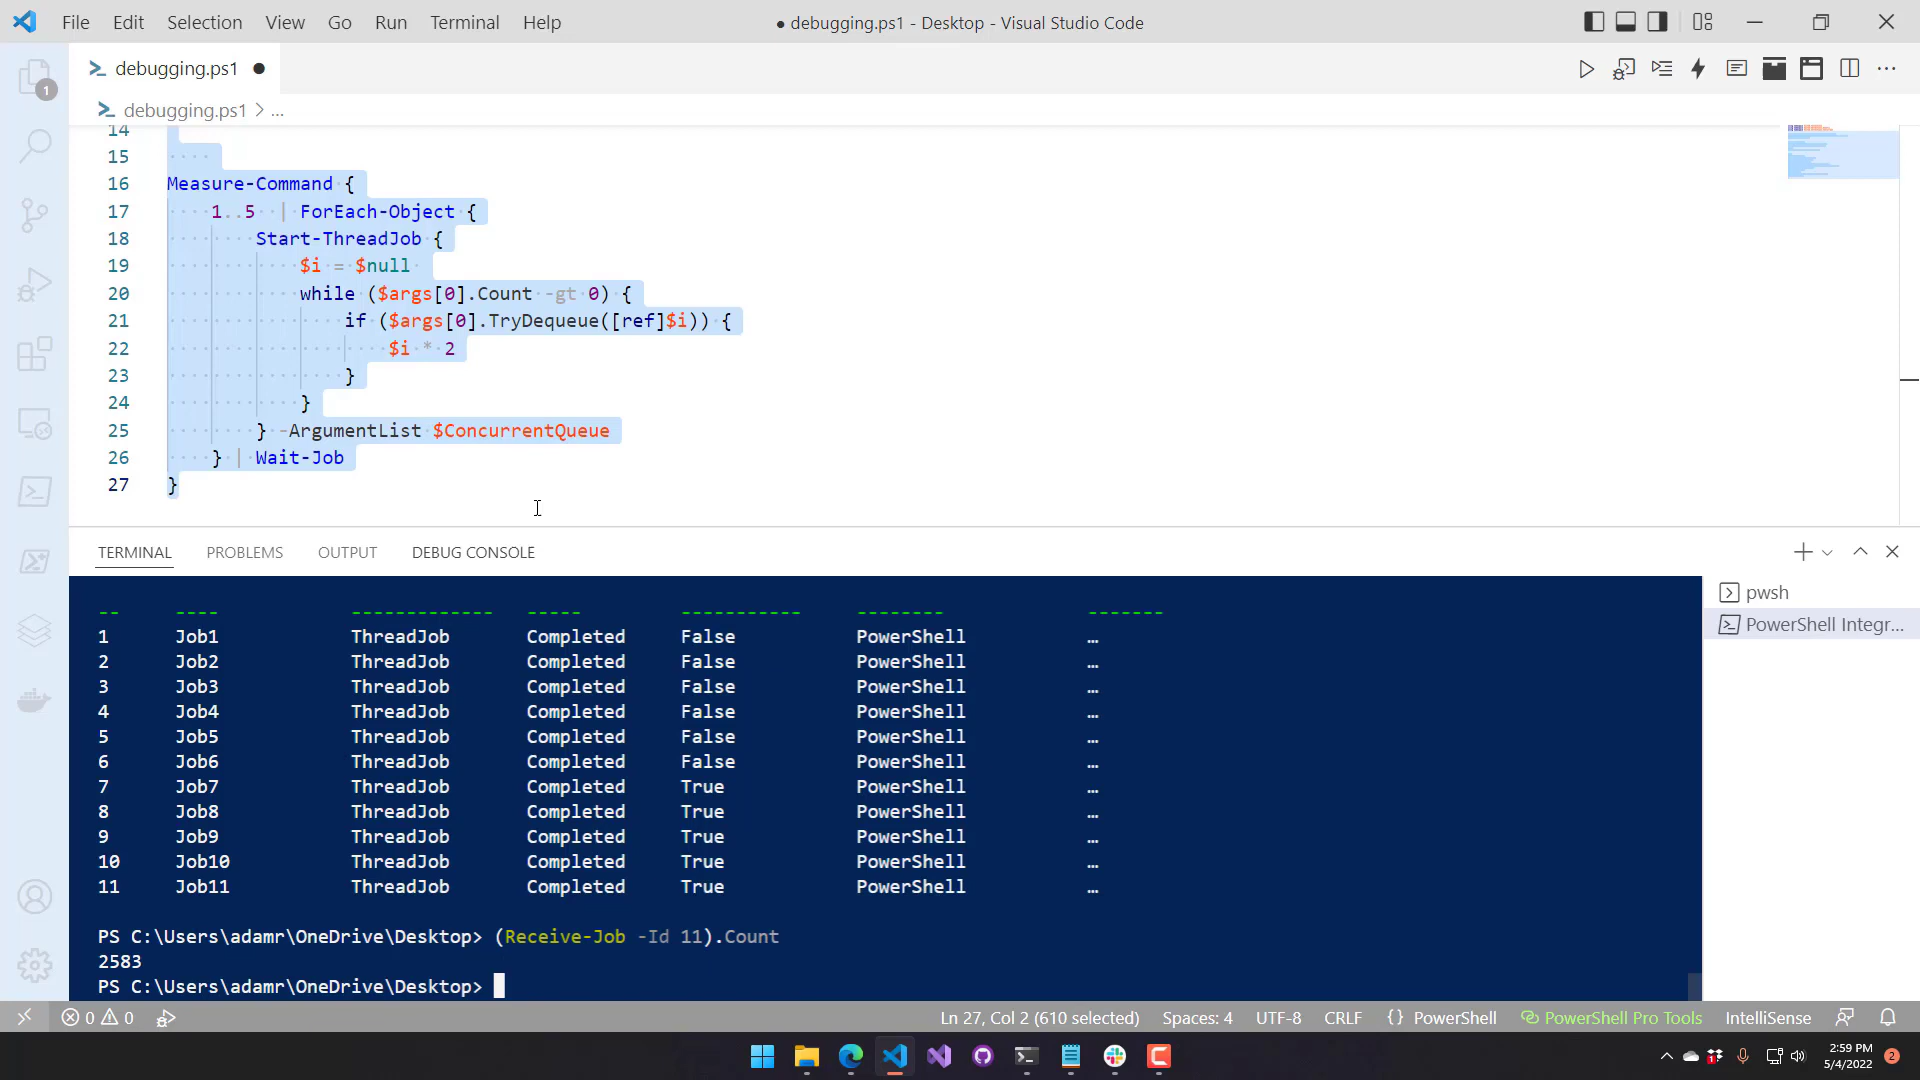 File Edit Selection View Go Run Terminal Help ● debugging.ps1 - Desktop - Visual Studio Code
debugging.ps1 ●
debugging.ps1 > ...
1
14
15
16 Measure-Command {
17 1..5 | ForEach-Object {
18 Start-ThreadJob {
19 $i = $null
20 while ($args[0].Count -gt 0) {
21 if ($args[0].TryDequeue([ref]$i)) {
22 $i * 2
23 }
24 }
25 } -ArgumentList $ConcurrentQueue
26 } | Wait-Job
27 }
TERMINAL PROBLEMS OUTPUT DEBUG CONSOLE
-- ---- ------------- ----- ----------- -------- -------
1 Job1 ThreadJob Completed False PowerShell …
2 Job2 ThreadJob Completed False PowerShell …
3 Job3 ThreadJob Completed False PowerShell …
4 Job4 ThreadJob Completed False PowerShell …
5 Job5 ThreadJob Completed False PowerShell …
6 Job6 ThreadJob Completed False PowerShell …
7 Job7 ThreadJob Completed True PowerShell …
8 Job8 ThreadJob Completed True PowerShell …
9 Job9 ThreadJob Completed True PowerShell …
10 Job10 ThreadJob Completed True PowerShell …
11 Job11 ThreadJob Completed True PowerShell …
PS C:\Users\adamr\OneDrive\Desktop> (Receive-Job -Id 11).Count
2583
PS C:\Users\adamr\OneDrive\Desktop>
pwsh
PowerShell Integr...
0 0 Ln 27, Col 2 (610 selected) Spaces: 4 UTF-8 CRLF {} PowerShell PowerShell Pro Tools IntelliSense
2:59 PM
5/4/2022
2